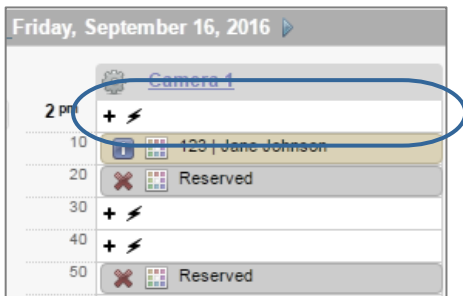 Friday, September 16, 2016
Camera 1
2 pm
10 123 | Jane Johnson
20 Reserved
30
40
50 Reserved